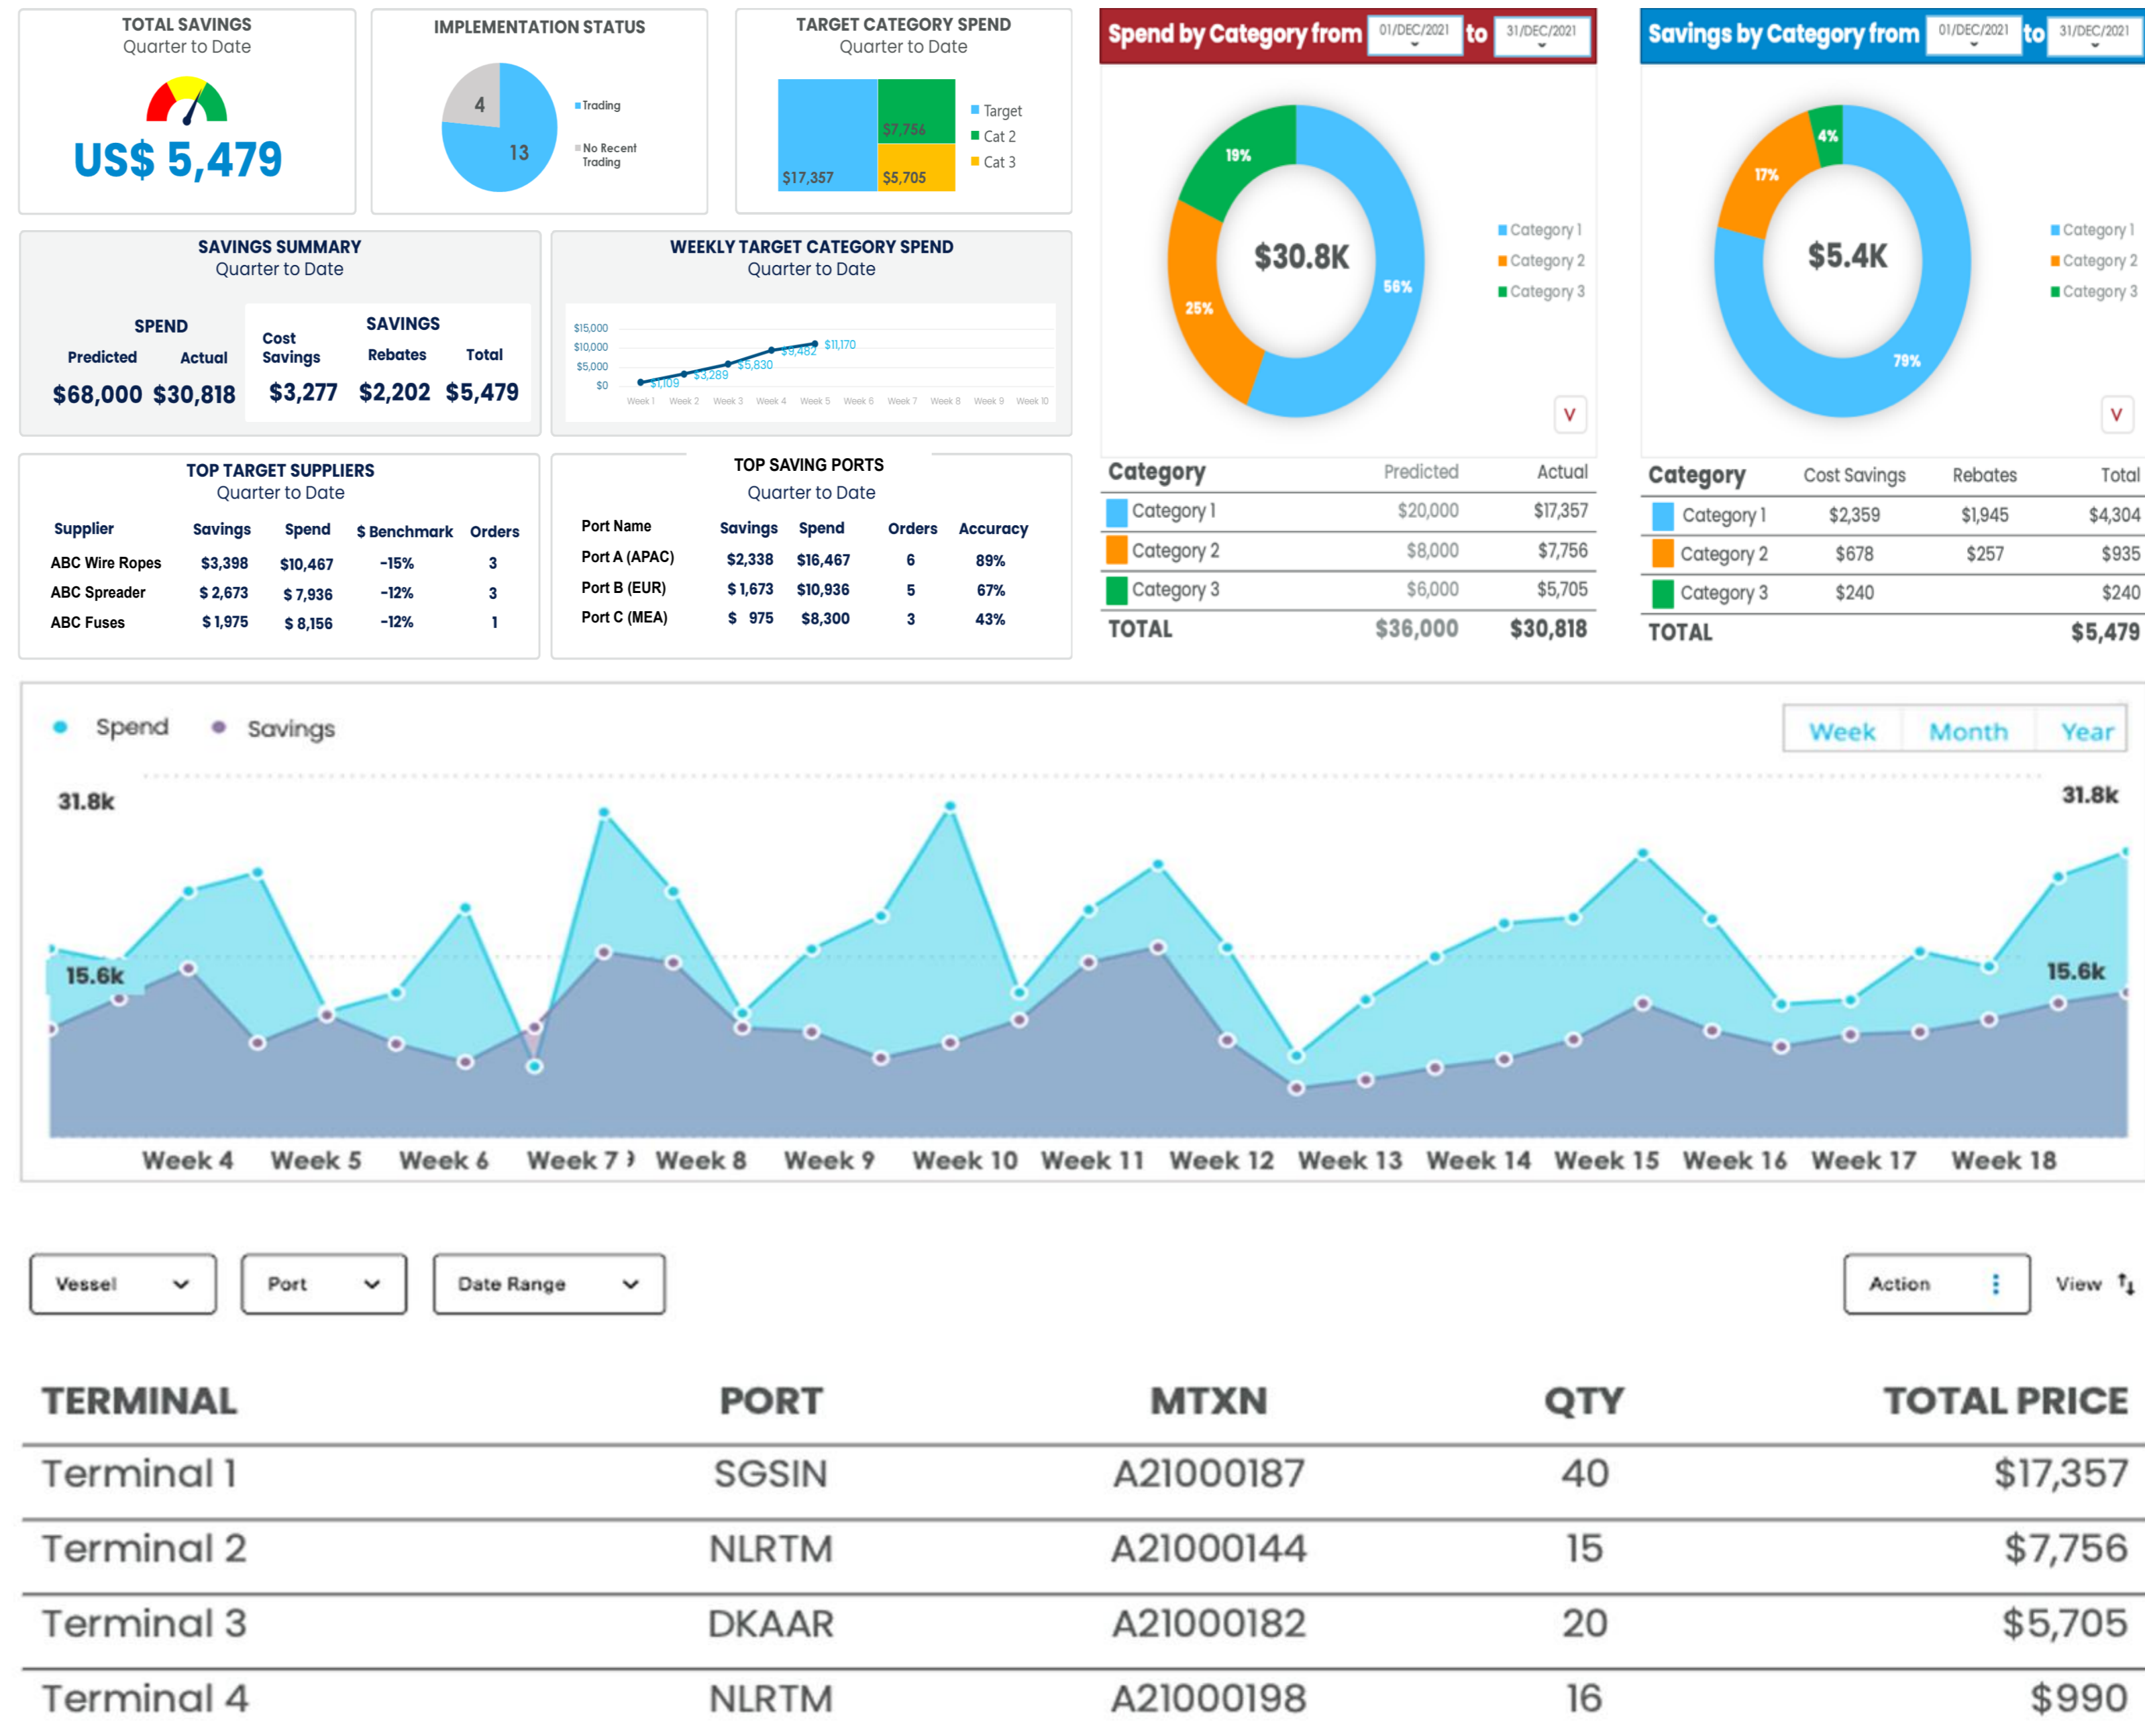 TOTAL SAVINGS
Quarter to Date
US$ 5,479
IMPLEMENTATION STATUS
4
13
Trading
No Recent
Trading
TARGET CATEGORY SPEND
Quarter to Date
$7,756
$17,357
$5,705
Target
Cat 2
Cat 3
Spend by Category from 01/DEC/2021 to 31/DEC/2021
19%
$30.8K
56%
25%
Category 1
Category 2
Category 3
V
Savings by Category from 01/DEC/2021 to 31/DEC/2021
4%
17%
$5.4K
79%
Category 1
Category 2
Category 3
V
SAVINGS SUMMARY
Quarter to Date
SPEND
Predicted Actual
$68,000 $30,818
SAVINGS
Cost
Savings Rebates Total
$3,277 $2,202 $5,479
WEEKLY TARGET CATEGORY SPEND
Quarter to Date
$15,000
$10,000
$5,000
$0
$1,109
$3,289
$5,830
$9,482
$11,170
Week 1 Week 2 Week 3 Week 4 Week 5 Week 6 Week 7 Week 8 Week 9 Week 10
TOP TARGET SUPPLIERS
Quarter to Date
Supplier Savings Spend $ Benchmark Orders
ABC Wire Ropes $3,398 $10,467 -15% 3
ABC Spreader $ 2,673 $ 7,936 -12% 3
ABC Fuses $ 1,975 $ 8,156 -12% 1
TOP SAVING PORTS
Quarter to Date
Port Name Savings Spend Orders Accuracy
Port A (APAC) $2,338 $16,467 6 89%
Port B (EUR) $ 1,673 $10,936 5 67%
Port C (MEA) $ 975 $8,300 3 43%
Category Predicted Actual
Category 1 $20,000 $17,357
Category 2 $8,000 $7,756
Category 3 $6,000 $5,705
TOTAL $36,000 $30,818
Category Cost Savings Rebates Total
Category 1 $2,359 $1,945 $4,304
Category 2 $678 $257 $935
Category 3 $240 $240
TOTAL $5,479
Spend Savings
Week Month Year
31.8k 31.8k
15.6k 15.6k
Week 4 Week 5 Week 6 Week 7 Week 8 Week 9 Week 10 Week 11 Week 12 Week 13 Week 14 Week 15 Week 16 Week 17 Week 18
Vessel Port Date Range Action View
TERMINAL PORT MTXN QTY TOTAL PRICE
Terminal 1 SGSIN A21000187 40 $17,357
Terminal 2 NLRTM A21000144 15 $7,756
Terminal 3 DKAAR A21000182 20 $5,705
Terminal 4 NLRTM A21000198 16 $990